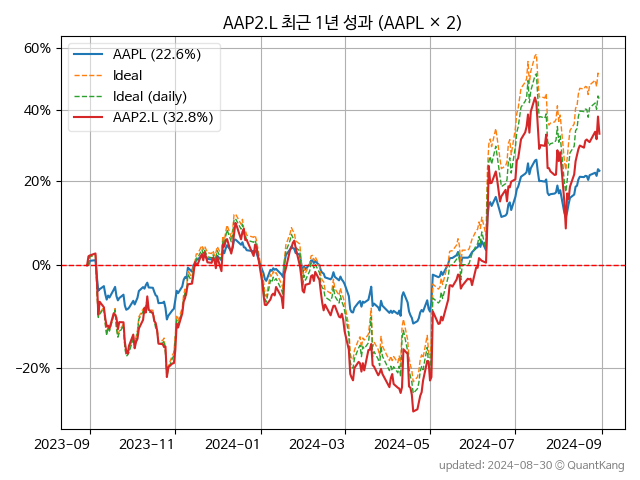 AAP2.L 최근 1년 성과 (AAPL × 2)
60%
40%
20%
0%
−20%
AAPL (22.6%)
Ideal
Ideal (daily)
AAP2.L (32.8%)
2023−09
2023−11
2024−01
2024−03
2024−05
2024−07
2024−09
updated: 2024−08−30 © QuantKang